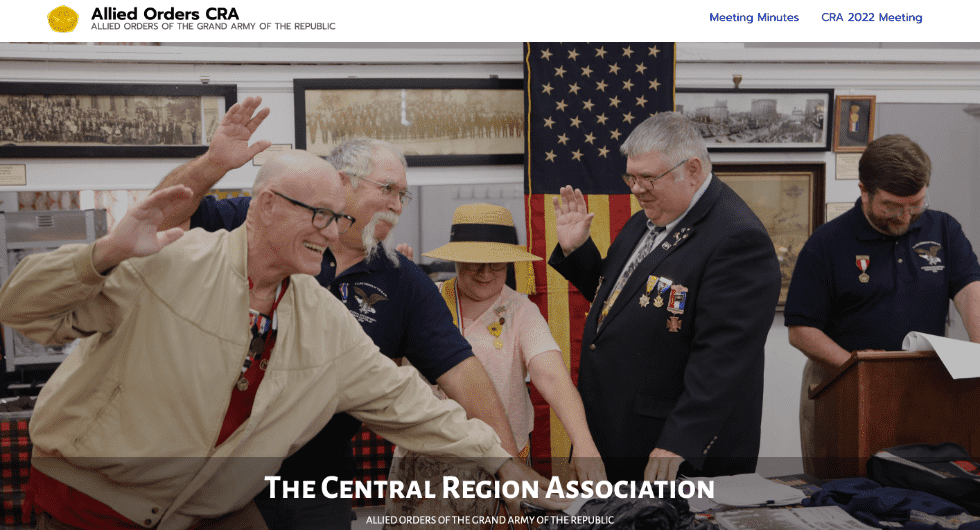 Allied Orders CRA
ALLIED ORDERS OF THE GRAND ARMY OF THE REPUBLIC
Meeting Minutes
CRA 2022 Meeting
The Central Region Association
ALLIED ORDERS OF THE GRAND ARMY OF THE REPUBLIC